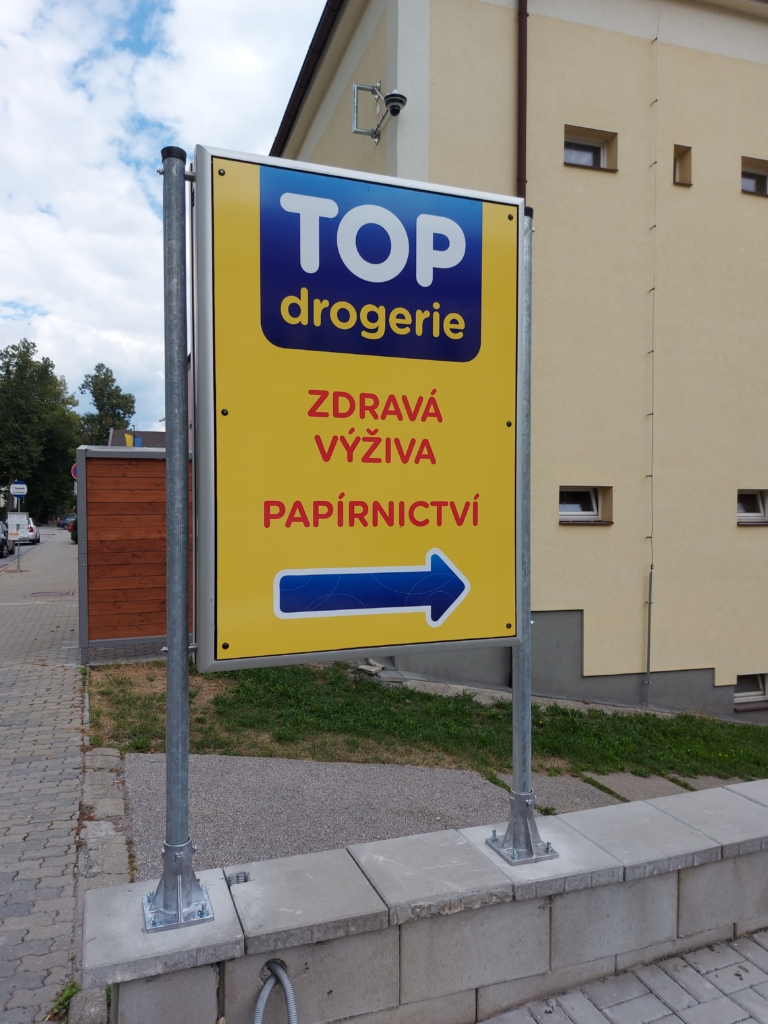 TOP
drogerie
ZDRAVÁ
VÝŽIVA
PAPÍRNICTVÍ